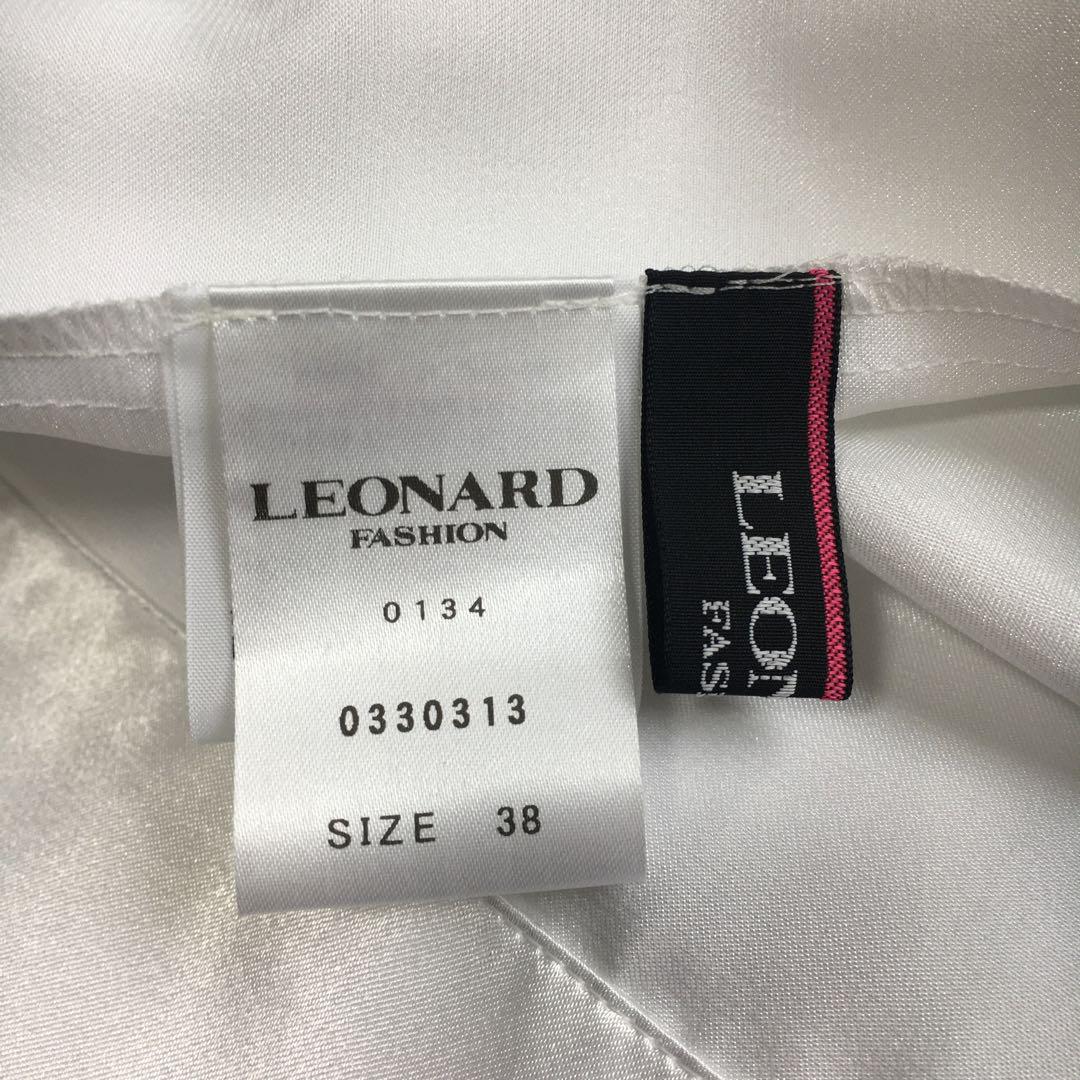 LEONARD
FASHION
0134
0330313
SIZE 38
LEON
FAS